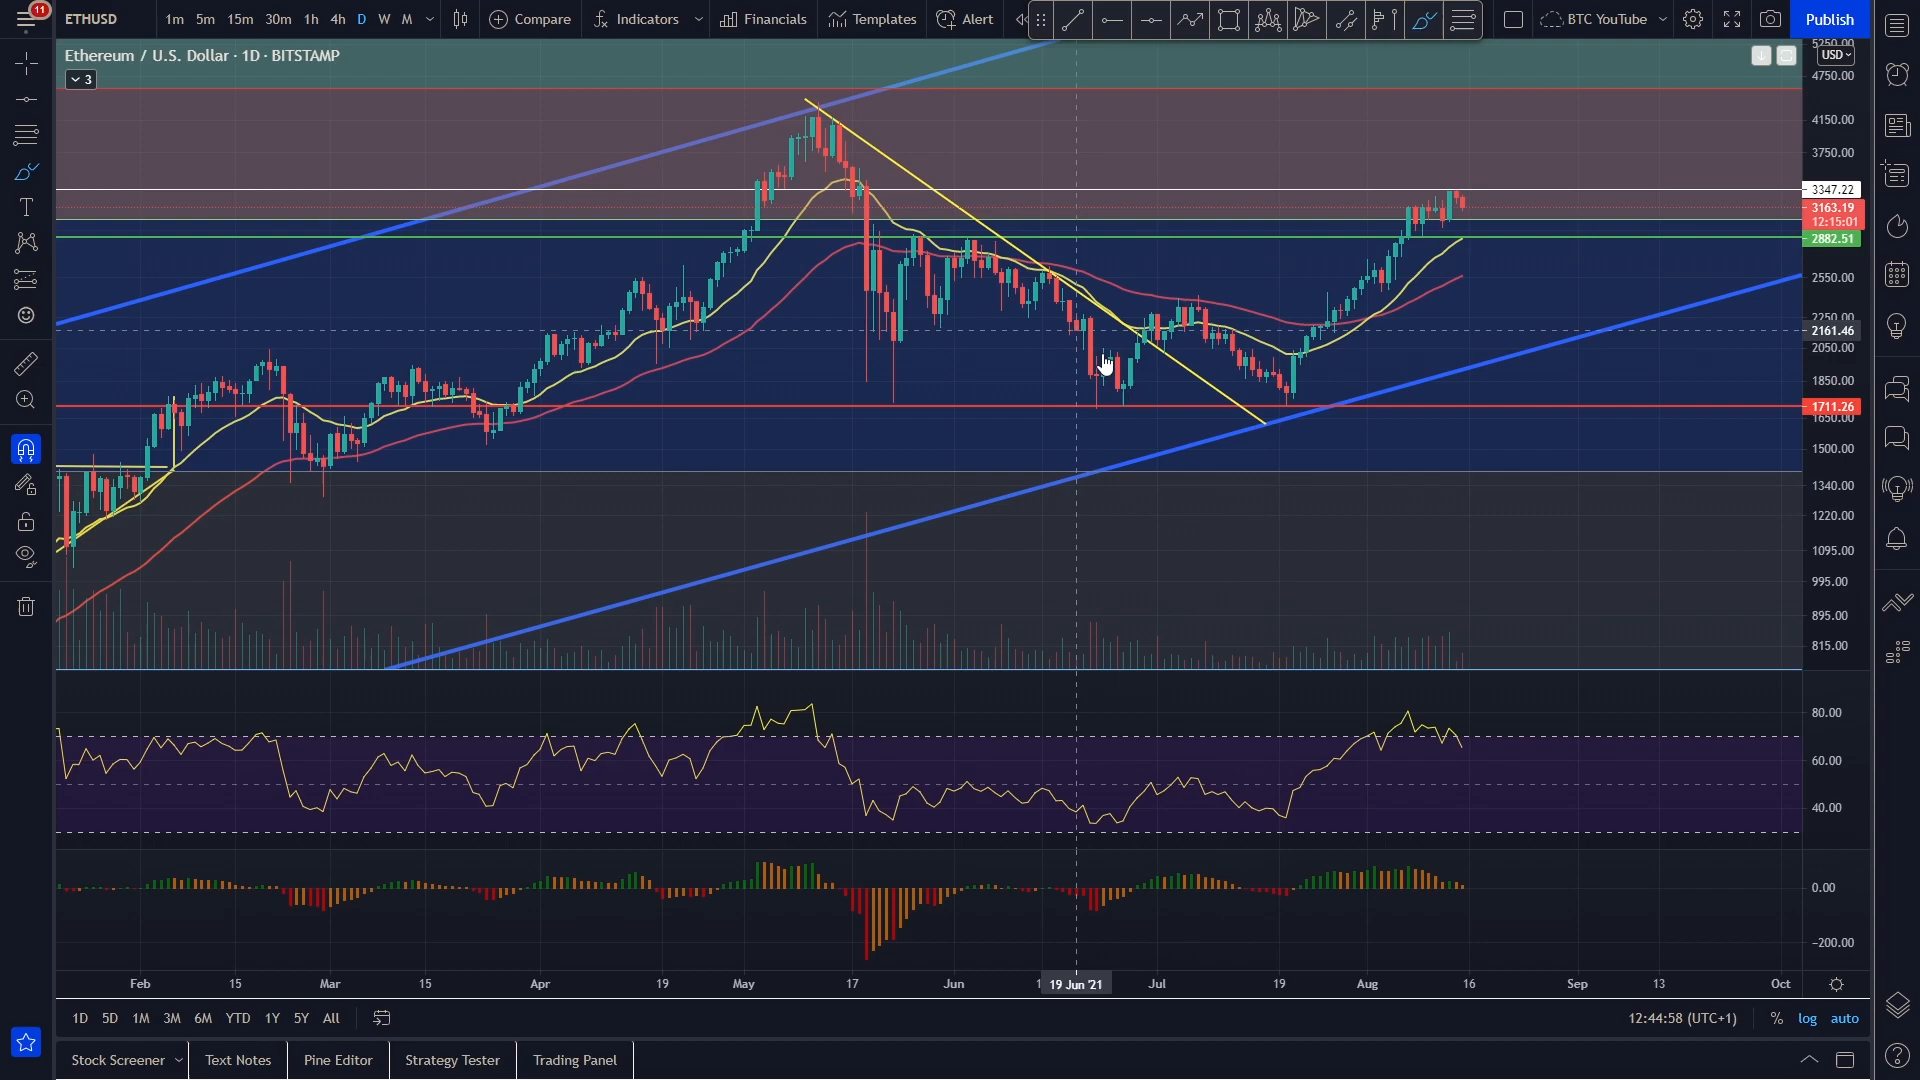 11
ETHUSD
1m 5m 15m 30m 1h 4h D W M
Compare
Indicators
Financials
Templates
Alert
BTC YouTube
Publish
Ethereum / U.S. Dollar · 1D · BITSTAMP
3
USD
5250.00
4750.00
4150.00
3750.00
3347.22
3163.19
12:15:01
2882.51
2550.00
2250.00
2161.46
2050.00
1850.00
1711.26
1650.00
1500.00
1340.00
1220.00
1095.00
995.00
895.00
815.00
80.00
60.00
40.00
0.00
−200.00
Feb 15 Mar 15 Apr 19 May 17 Jun 19 Jun '21 Jul 19 Aug 16 Sep 13 Oct
1D 5D 1M 3M 6M YTD 1Y 5Y All
12:44:58 (UTC+1) % log auto
Stock Screener Text Notes Pine Editor Strategy Tester Trading Panel